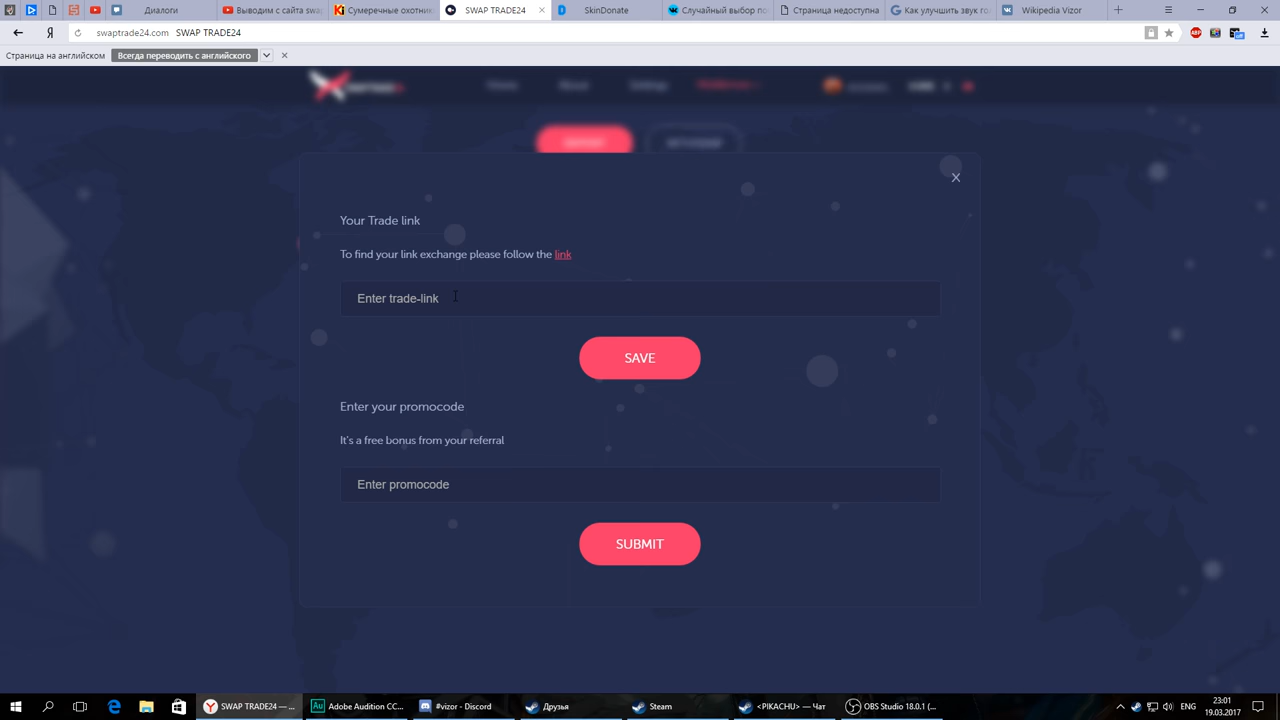 Диалоги
Выводим с сайта swap
Сумеречные охотник
SWAP TRADE24
SkinDonate
Случайный выбор по
Страница недоступна
Как улучшить звук го
Wikipedia Vizor
swaptrade24.com SWAP TRADE24
ABP
Страница на английском
Всегда переводить с английского
Your Trade link
To find your link exchange please follow the link
Enter trade-link
SAVE
Enter your promocode
It's a free bonus from your referral
Enter promocode
SUBMIT
SWAP TRADE24 — ...
Adobe Audition CC...
#vizor - Discord
Друзья
Steam
<PIKACHU> — Чат
OBS Studio 18.0.1 (...
ENG
23:01
19.03.2017